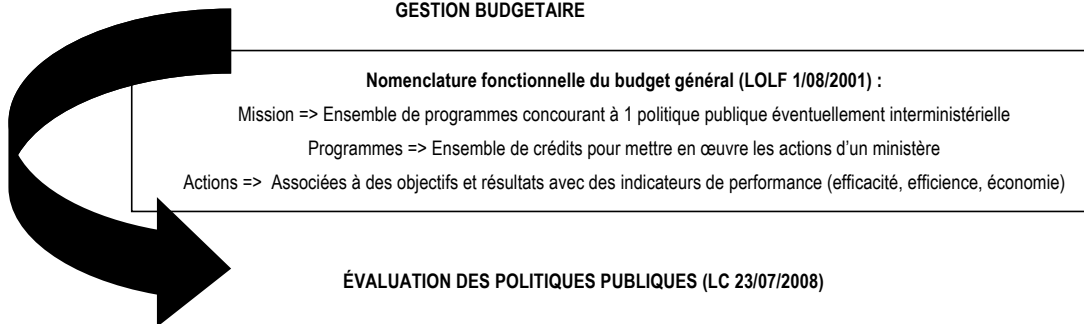 GESTION BUDGETAIRE
Nomenclature fonctionnelle du budget général (LOLF 1/08/2001) :
Mission => Ensemble de programmes concourant à 1 politique publique éventuellement interministérielle
Programmes => Ensemble de crédits pour mettre en œuvre les actions d’un ministère
Actions => Associées à des objectifs et résultats avec des indicateurs de performance (efficacité, efficience, économie)
ÉVALUATION DES POLITIQUES PUBLIQUES (LC 23/07/2008)